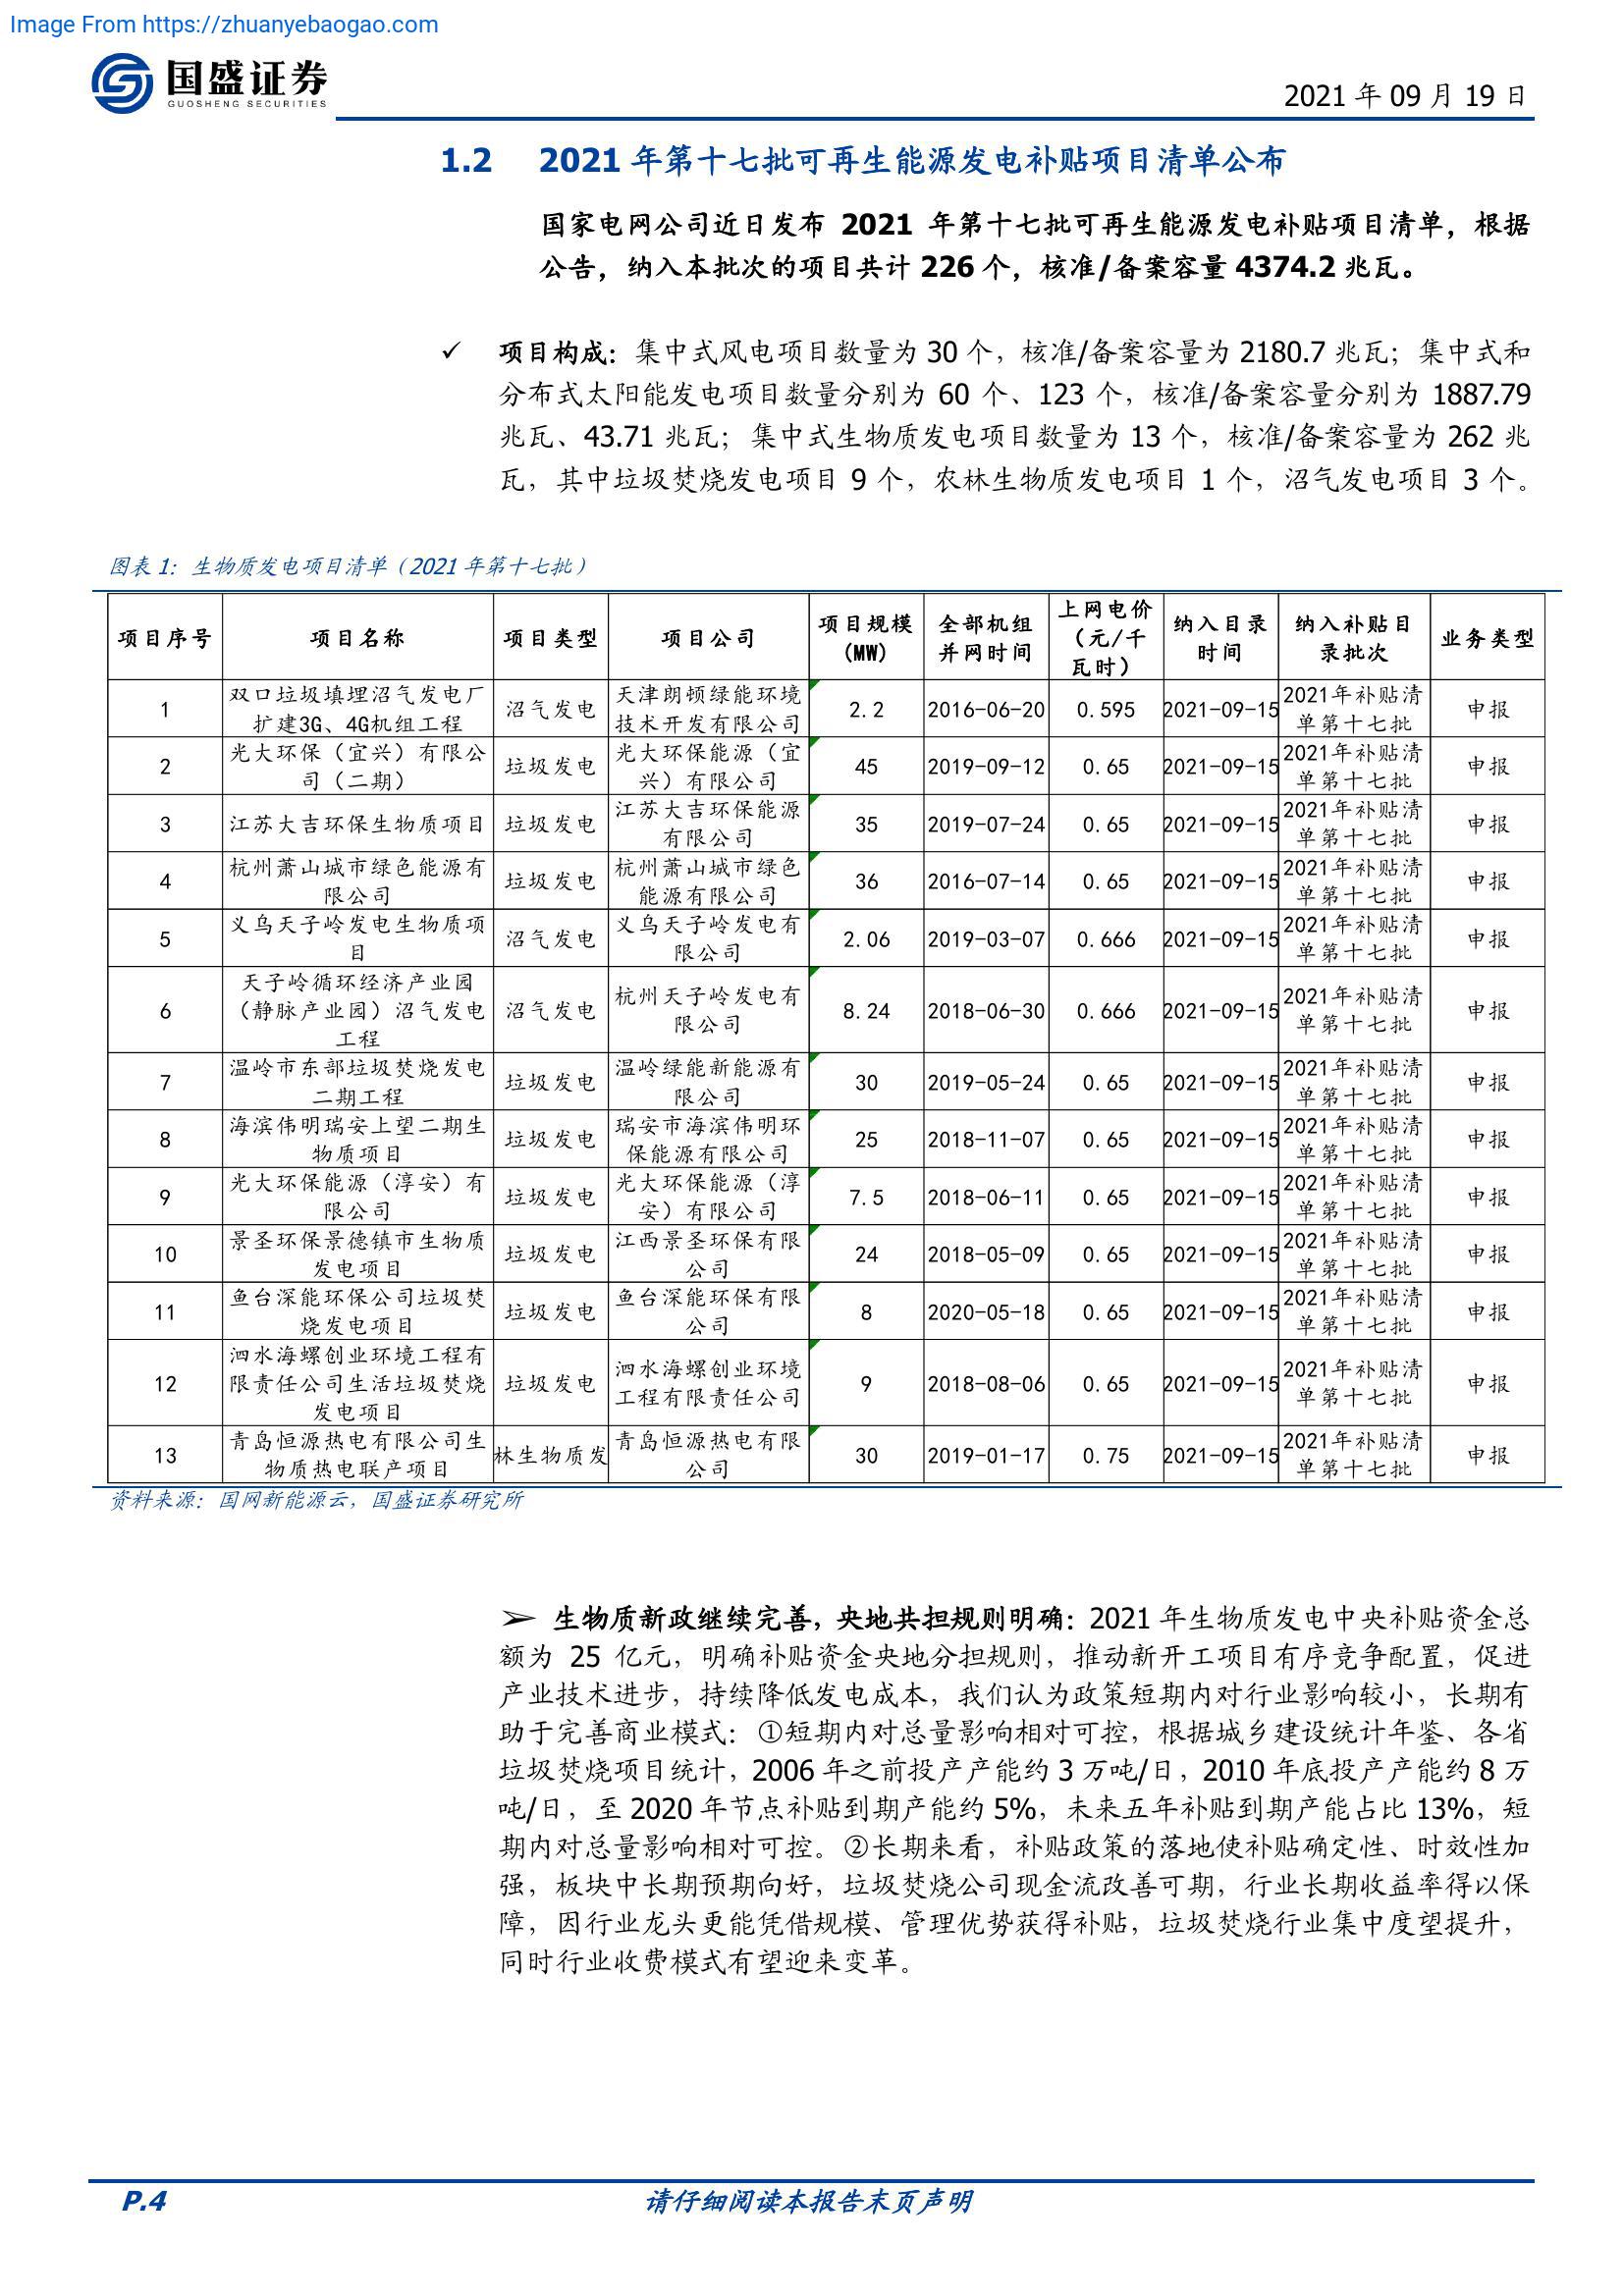 Image From https://zhuanyebaogao.com
国盛证券
GUOSHENG SECURITIES
2021 年 09 月 19 日
1.2 2021 年第十七批可再生能源发电补贴项目清单公布
国家电网公司近日发布 2021 年第十七批可再生能源发电补贴项目清单，根据
公告，纳入本批次的项目共计 226 个，核准/备案容量 4374.2 兆瓦。
✓ 项目构成：集中式风电项目数量为 30 个，核准/备案容量为 2180.7 兆瓦；集中式和
分布式太阳能发电项目数量分别为 60 个、123 个，核准/备案容量分别为 1887.79
兆瓦、43.71 兆瓦；集中式生物质发电项目数量为 13 个，核准/备案容量为 262 兆
瓦，其中垃圾焚烧发电项目 9 个，农林生物质发电项目 1 个，沼气发电项目 3 个。
图表 1：生物质发电项目清单（2021 年第十七批）
项目序号 项目名称 项目类型 项目公司 项目规模(MW) 全部机组并网时间 上网电价（元/千瓦时） 纳入目录时间 纳入补贴目录批次 业务类型
1 双口垃圾填埋沼气发电厂扩建3G、4G机组工程 沼气发电 天津朗顿绿能环境技术开发有限公司 2.2 2016-06-20 0.595 2021-09-15 2021年补贴清单第十七批 申报
2 光大环保（宜兴）有限公司（二期） 垃圾发电 光大环保能源（宜兴）有限公司 45 2019-09-12 0.65 2021-09-15 2021年补贴清单第十七批 申报
3 江苏大吉环保生物质项目 垃圾发电 江苏大吉环保能源有限公司 35 2019-07-24 0.65 2021-09-15 2021年补贴清单第十七批 申报
4 杭州萧山城市绿色能源有限公司 垃圾发电 杭州萧山城市绿色能源有限公司 36 2016-07-14 0.65 2021-09-15 2021年补贴清单第十七批 申报
5 义乌天子岭发电生物质项目 沼气发电 义乌天子岭发电有限公司 2.06 2019-03-07 0.666 2021-09-15 2021年补贴清单第十七批 申报
6 天子岭循环经济产业园（静脉产业园）沼气发电工程 沼气发电 杭州天子岭发电有限公司 8.24 2018-06-30 0.666 2021-09-15 2021年补贴清单第十七批 申报
7 温岭市东部垃圾焚烧发电二期工程 垃圾发电 温岭绿能新能源有限公司 30 2019-05-24 0.65 2021-09-15 2021年补贴清单第十七批 申报
8 海滨伟明瑞安上望二期生物质项目 垃圾发电 瑞安市海滨伟明环保能源有限公司 25 2018-11-07 0.65 2021-09-15 2021年补贴清单第十七批 申报
9 光大环保能源（淳安）有限公司 垃圾发电 光大环保能源（淳安）有限公司 7.5 2018-06-11 0.65 2021-09-15 2021年补贴清单第十七批 申报
10 景圣环保景德镇市生物质发电项目 垃圾发电 江西景圣环保有限公司 24 2018-05-09 0.65 2021-09-15 2021年补贴清单第十七批 申报
11 鱼台深能环保公司垃圾焚烧发电项目 垃圾发电 鱼台深能环保有限公司 8 2020-05-18 0.65 2021-09-15 2021年补贴清单第十七批 申报
12 泗水海螺创业环境工程有限责任公司生活垃圾焚烧发电项目 垃圾发电 泗水海螺创业环境工程有限责任公司 9 2018-08-06 0.65 2021-09-15 2021年补贴清单第十七批 申报
13 青岛恒源热电有限公司生物质热电联产项目 林生物质发 青岛恒源热电有限公司 30 2019-01-17 0.75 2021-09-15 2021年补贴清单第十七批 申报
资料来源：国网新能源云，国盛证券研究所
➢ 生物质新政继续完善，央地共担规则明确：2021 年生物质发电中央补贴资金总
额为 25 亿元，明确补贴资金央地分担规则，推动新开工项目有序竞争配置，促进
产业技术进步，持续降低发电成本，我们认为政策短期内对行业影响较小，长期有
助于完善商业模式：①短期内对总量影响相对可控，根据城乡建设统计年鉴、各省
垃圾焚烧项目统计，2006 年之前投产产能约 3 万吨/日，2010 年底投产产能约 8 万
吨/日，至 2020 年节点补贴到期产能约 5%，未来五年补贴到期产能占比 13%，短
期内对总量影响相对可控。②长期来看，补贴政策的落地使补贴确定性、时效性加
强，板块中长期预期向好，垃圾焚烧公司现金流改善可期，行业长期收益率得以保
障，因行业龙头更能凭借规模、管理优势获得补贴，垃圾焚烧行业集中度望提升，
同时行业收费模式有望迎来变革。
P.4 请仔细阅读本报告末页声明